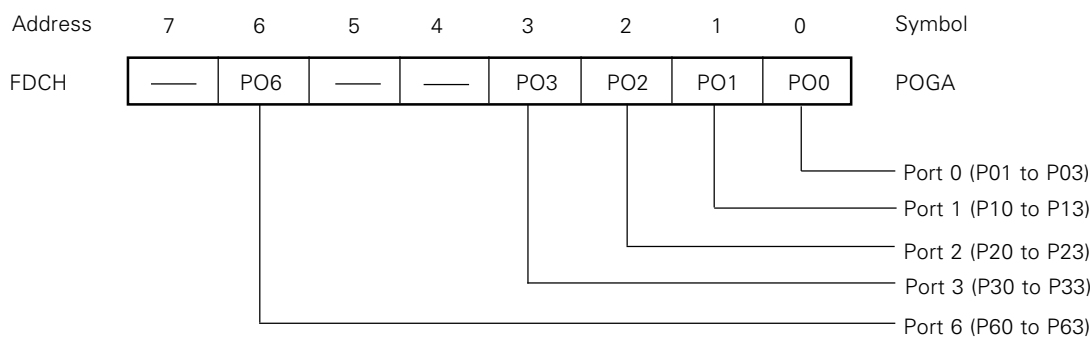 Address 7 6 5 4 3 2 1 0 Symbol
FDCH — PO6 — — PO3 PO2 PO1 PO0 POGA
Port 0 (P01 to P03)
Port 1 (P10 to P13)
Port 2 (P20 to P23)
Port 3 (P30 to P33)
Port 6 (P60 to P63)